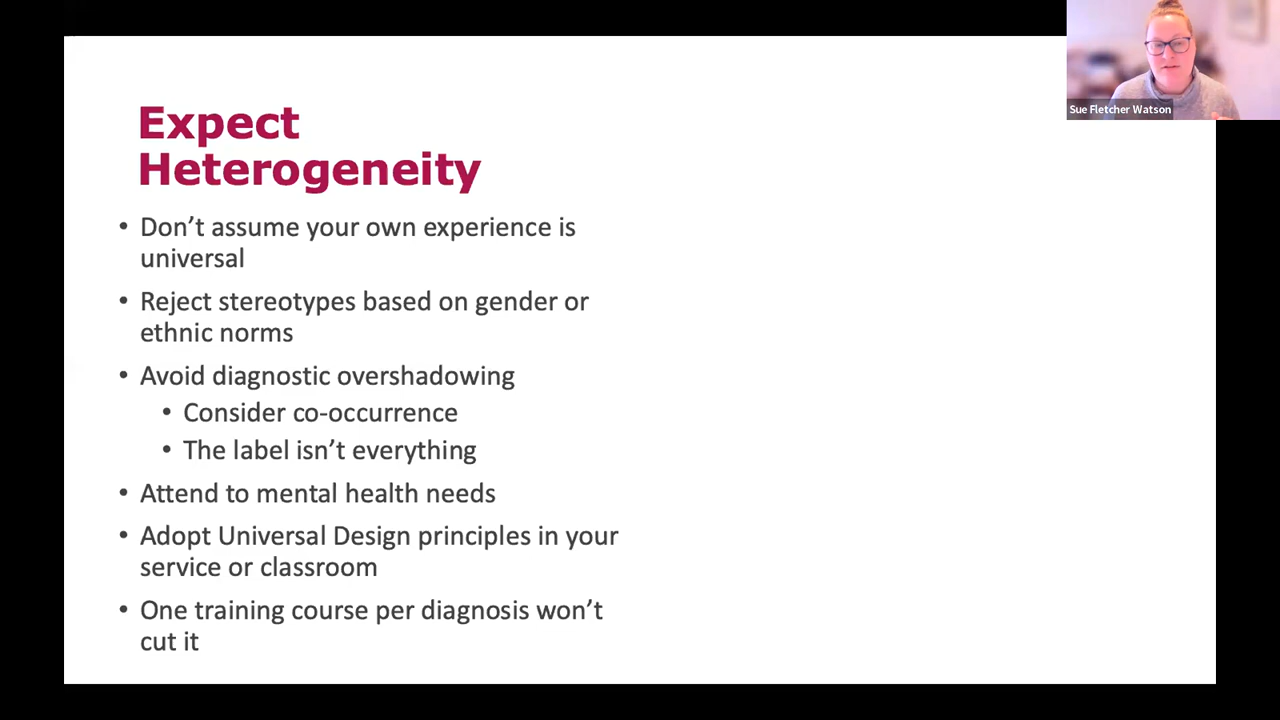 Expect
Heterogeneity
• Don’t assume your own experience is
universal
• Reject stereotypes based on gender or
ethnic norms
• Avoid diagnostic overshadowing
• Consider co-occurrence
• The label isn’t everything
• Attend to mental health needs
• Adopt Universal Design principles in your
service or classroom
• One training course per diagnosis won’t
cut it
Sue Fletcher Watson